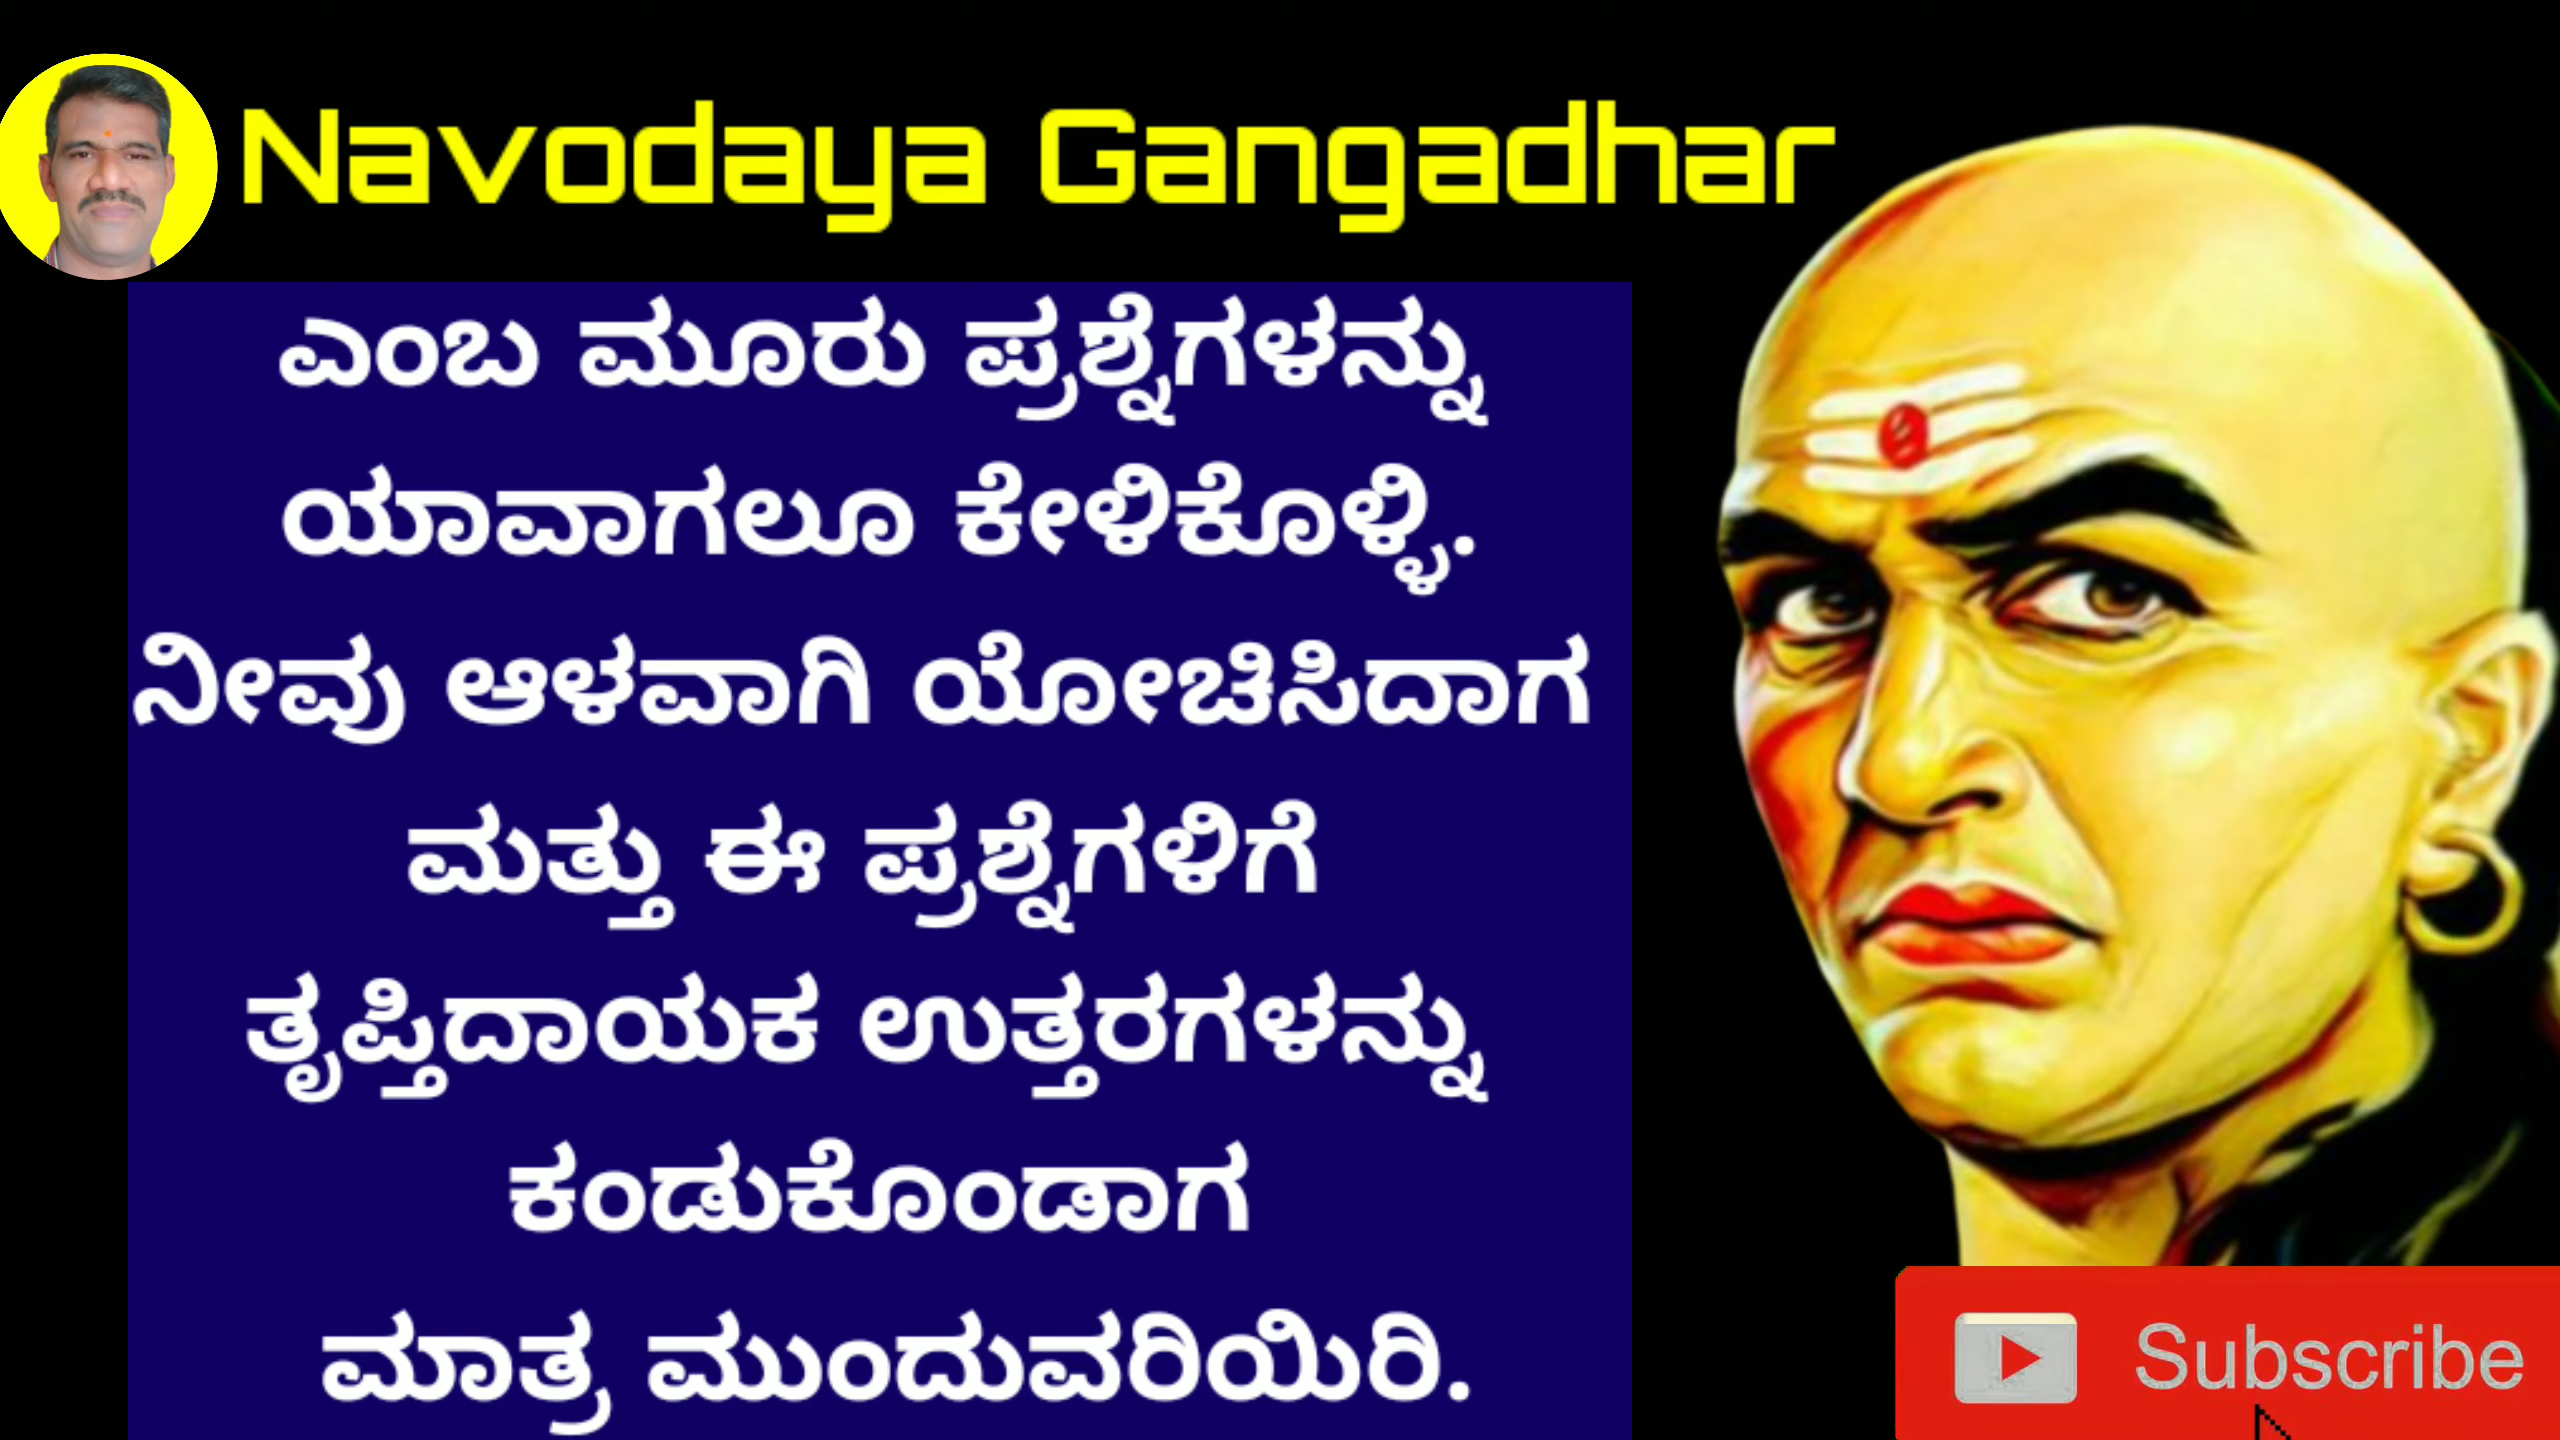 Navodaya Gangadhar
ಎಂಬ ಮೂರು ಪ್ರಶ್ನೆಗಳನ್ನು
ಯಾವಾಗಲೂ ಕೇಳಿಕೊಳ್ಳಿ.
ನೀವು ಆಳವಾಗಿ ಯೋಚಿಸಿದಾಗ
ಮತ್ತು ಈ ಪ್ರಶ್ನೆಗಳಿಗೆ
ತೃಪ್ತಿದಾಯಕ ಉತ್ತರಗಳನ್ನು
ಕಂಡುಕೊಂಡಾಗ
ಮಾತ್ರ ಮುಂದುವರಿಯಿರಿ.
Subscribe